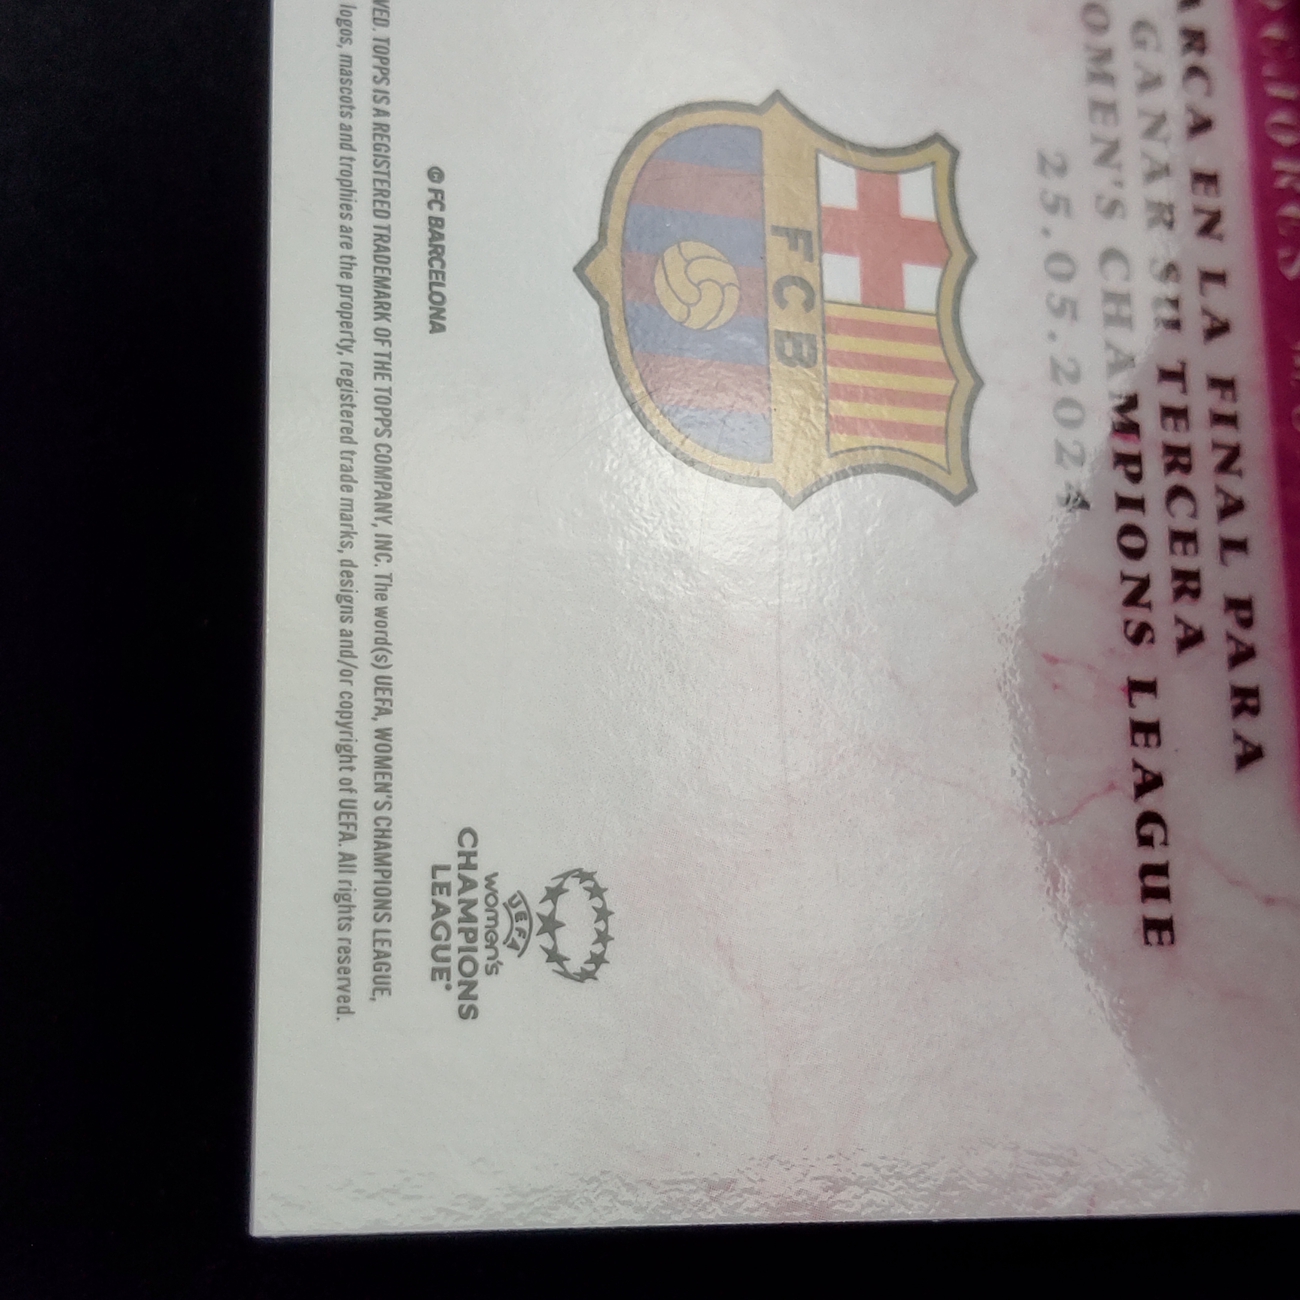 ARCA EN LA FINAL PARA
GANAR SU TERCERA
OMEN'S CHAMPIONS LEAGUE
25.05.2024
FCB
UEFA
women's
CHAMPIONS
LEAGUE
© FC BARCELONA
VED. TOPPS IS A REGISTERED TRADEMARK OF THE TOPPS COMPANY, INC. The word(s) UEFA, WOMEN'S CHAMPIONS LEAGUE,
logos, mascots and trophies are the property, registered trade marks, designs and/or copyright of UEFA. All rights reserved.